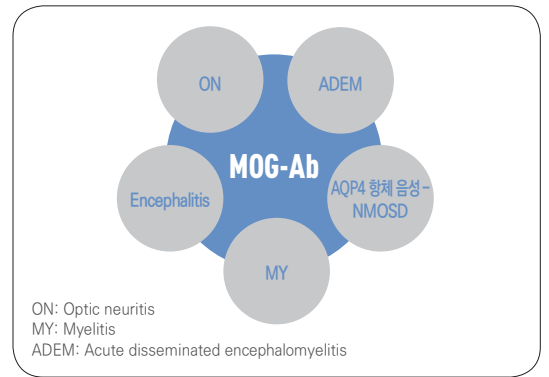 ON
ADEM
MOG-Ab
Encephalitis
AQP4 항체 음성-
NMOSD
MY
ON: Optic neuritis
MY: Myelitis
ADEM: Acute disseminated encephalomyelitis